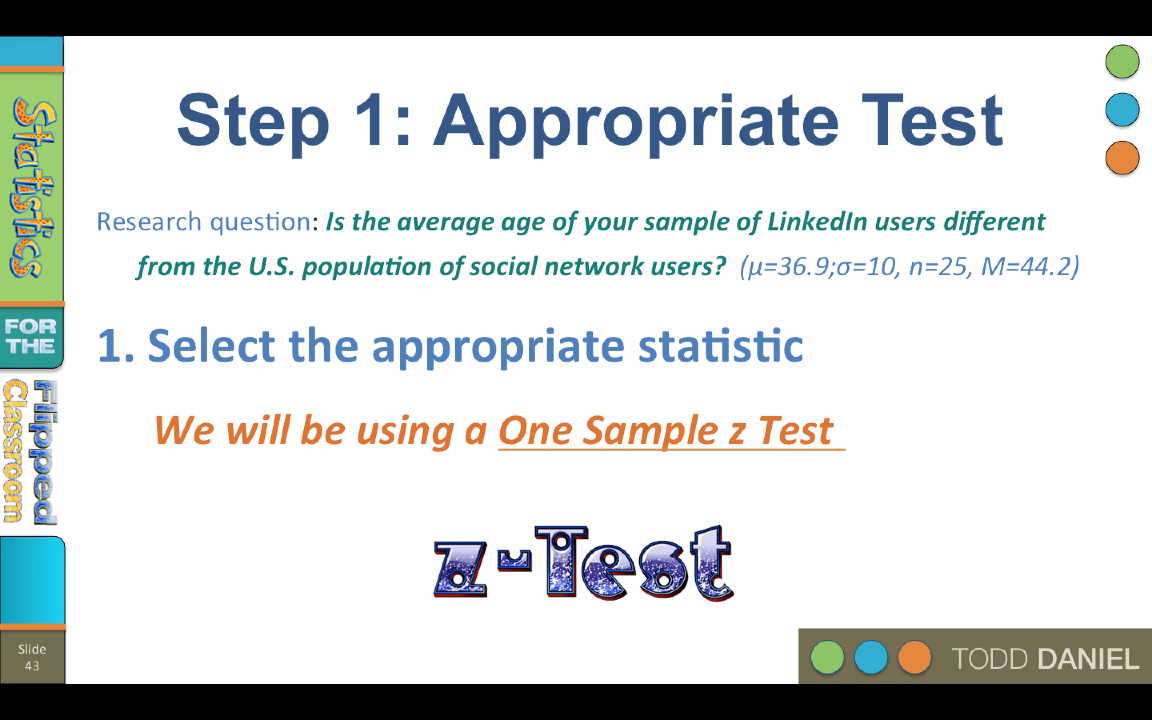 Step 1: Appropriate Test
Research question: Is the average age of your sample of LinkedIn users different
from the U.S. population of social network users? (μ=36.9;σ=10, n=25, M=44.2)
1. Select the appropriate statistic
We will be using a One Sample z Test
z-Test
Statistics
FOR
THE
Flipped
Classroom
Slide
43
TODD DANIEL